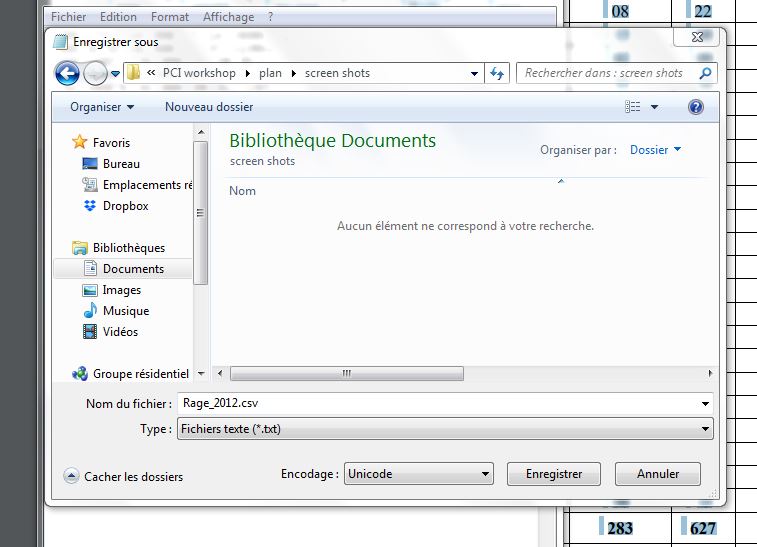 Fichier Edition Format Affichage ?
08 22
Enregistrer sous
« PCI workshop plan screen shots
Rechercher dans : screen shots
Organiser Nouveau dossier
Favoris
Bureau
Emplacements ré
Dropbox
Bibliothèques
Documents
Images
Musique
Vidéos
Groupe résidentiel
Bibliothèque Documents
screen shots
Organiser par : Dossier
Nom
Aucun élément ne correspond à votre recherche.
Nom du fichier : Rage_2012.csv
Type : Fichiers texte (*.txt)
Cacher les dossiers
Encodage : Unicode
Enregistrer
Annuler
283 627